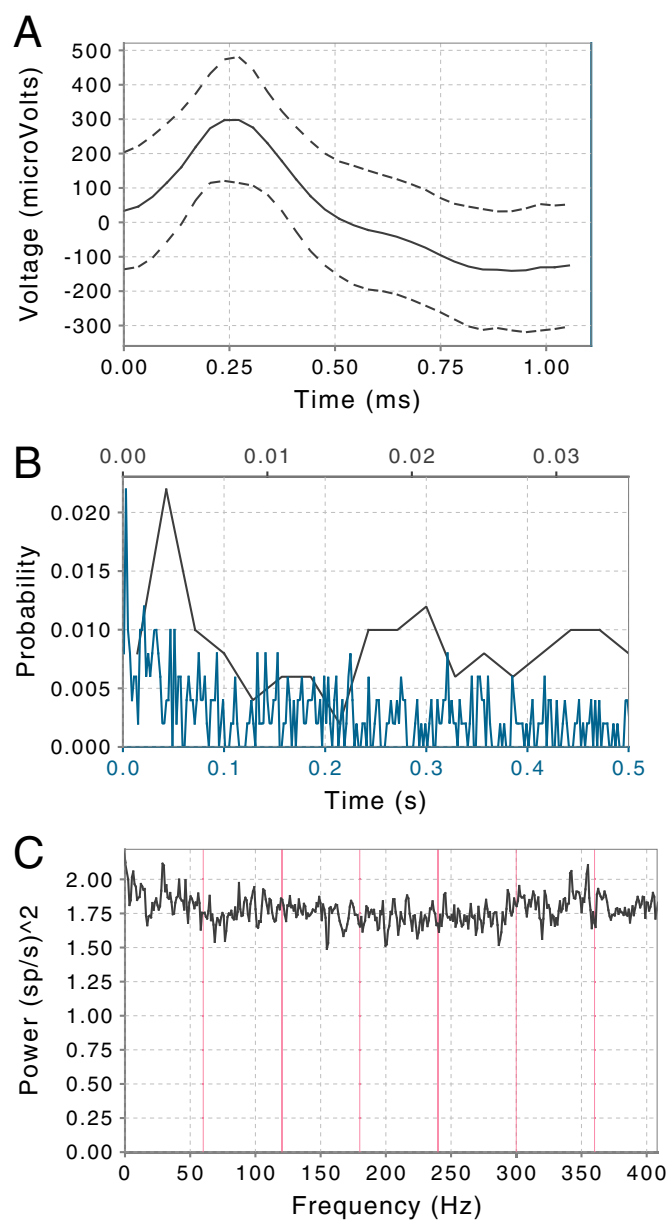 A
Voltage (microVolts)
500
400
300
200
100
0
-100
-200
-300
0.00 0.25 0.50 0.75 1.00
Time (ms)
B
0.00 0.01 0.02 0.03
Probability
0.020
0.015
0.010
0.005
0.000
0.0 0.1 0.2 0.3 0.4 0.5
Time (s)
C
Power (sp/s)^2
2.00
1.75
1.50
1.25
1.00
0.75
0.50
0.25
0.00
0 50 100 150 200 250 300 350 400
Frequency (Hz)